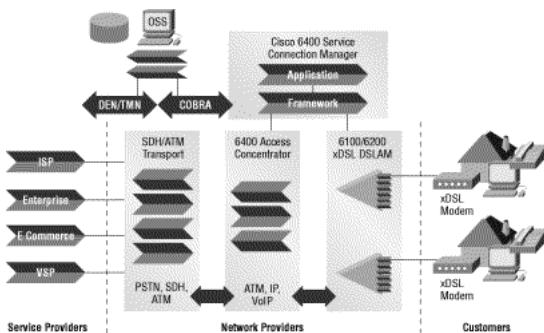 OSS
Cisco 6400 Service
Connection Manager
Application
Framework
DEN/TMN
COBRA
SDH/ATM
Transport
6400 Access
Concentrator
6100/6200
xDSL DSLAM
ISP
Enterprise
E Commerce
VSP
xDSL
Modem
xDSL
Modem
PSTN, SDH,
ATM
ATM, IP,
VoIP
Service Providers
Network Providers
Customers